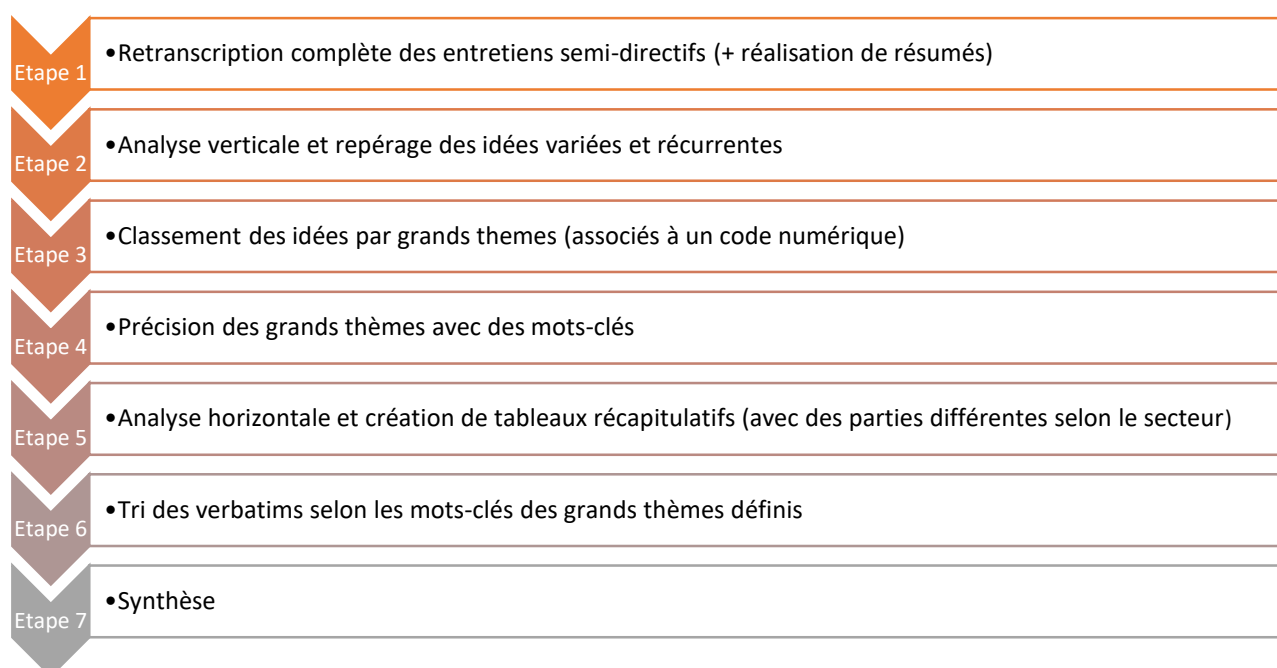 Etape 1
•Retranscription complète des entretiens semi-directifs (+ réalisation de résumés)
Etape 2
•Analyse verticale et repérage des idées variées et récurrentes
Etape 3
•Classement des idées par grands themes (associés à un code numérique)
Etape 4
•Précision des grands thèmes avec des mots-clés
Etape 5
•Analyse horizontale et création de tableaux récapitulatifs (avec des parties différentes selon le secteur)
Etape 6
•Tri des verbatims selon les mots-clés des grands thèmes définis
Etape 7
•Synthèse